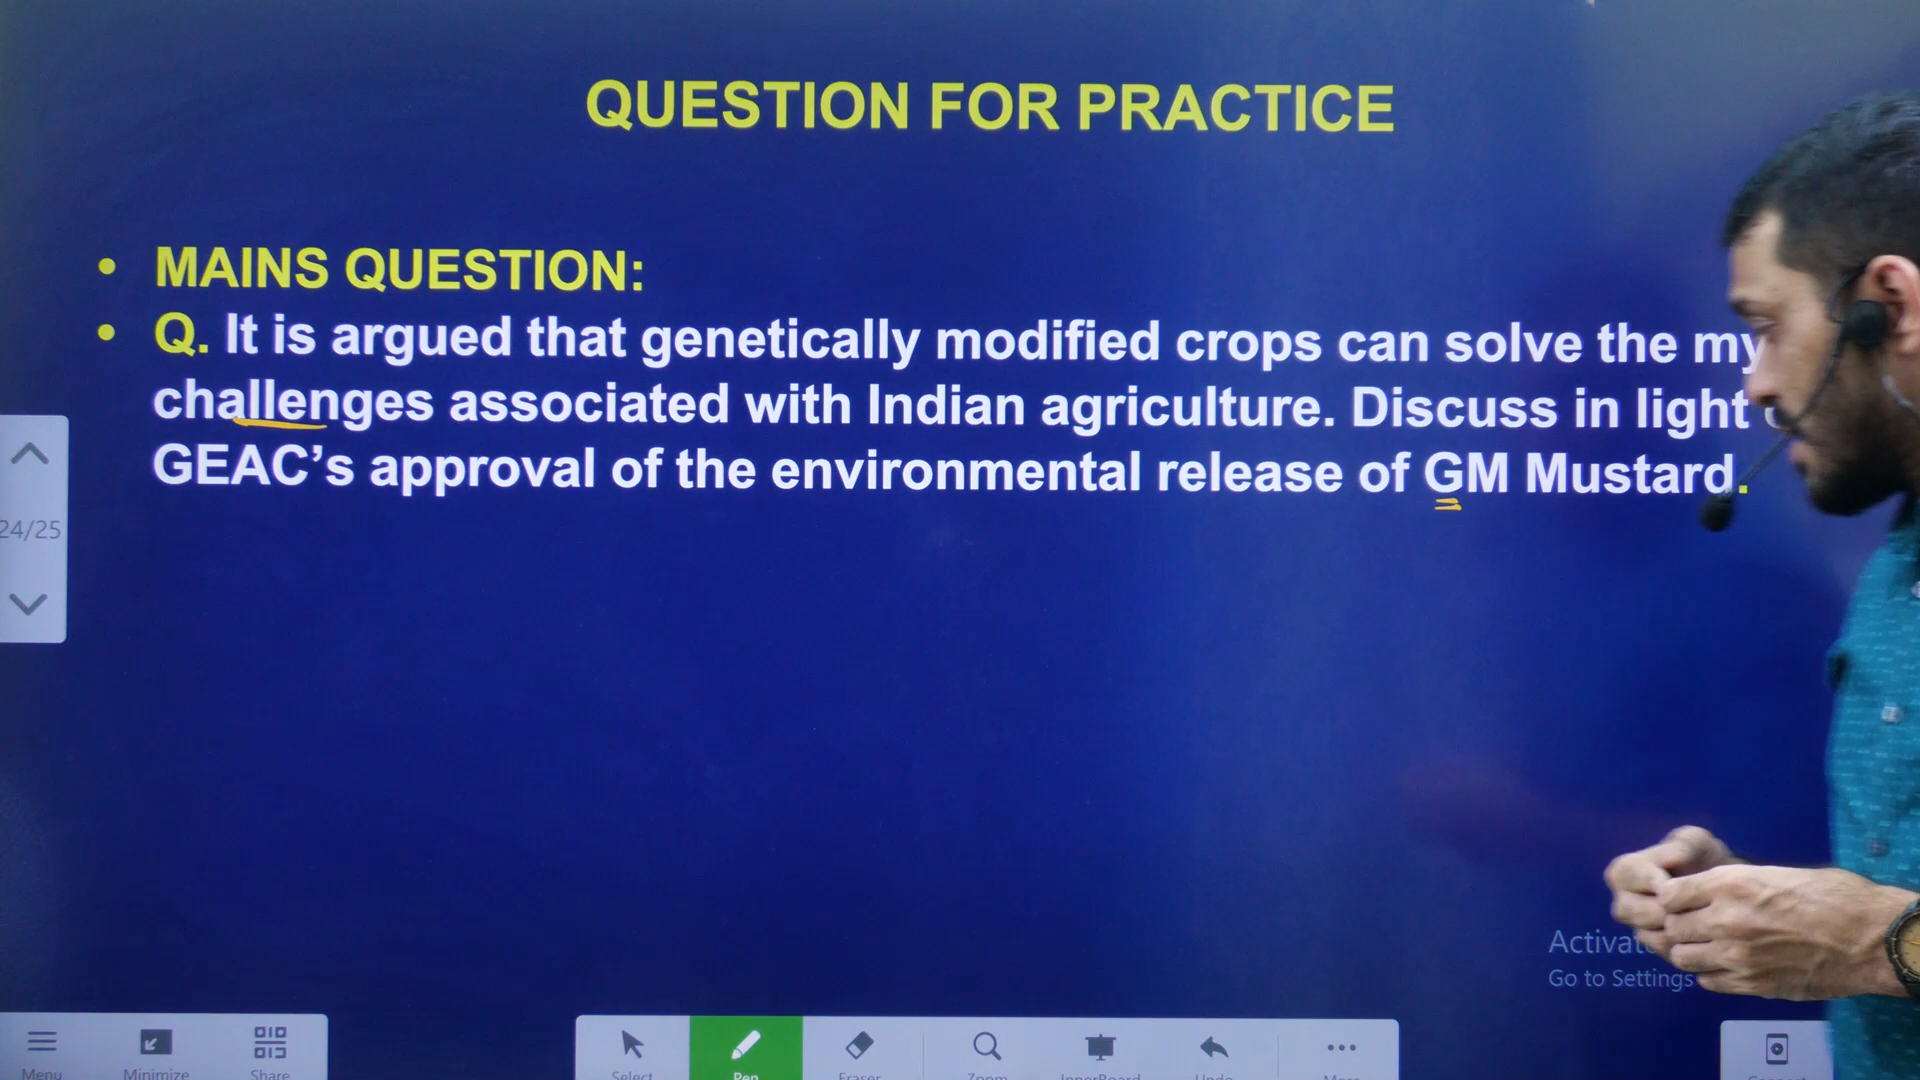 QUESTION FOR PRACTICE
• MAINS QUESTION:
• Q. It is argued that genetically modified crops can solve the
challenges associated with Indian agriculture. Discuss in light
GEAC’s approval of the environmental release of GM Mustard.
24/25
Go to Settings
Menu Minimize Share Select Pen Eraser Zoom InnerBoard Undo More